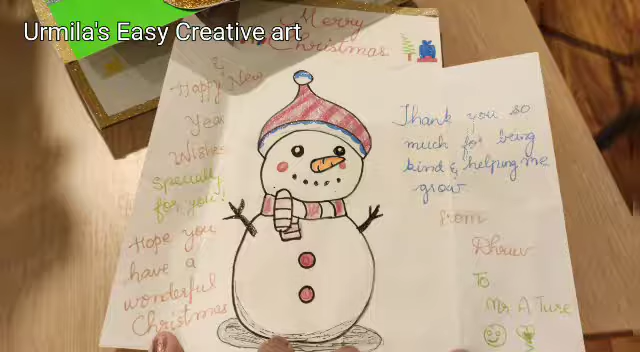 Urmila's Easy Creative art
Merry
Christmas
&
Happy New
Year
Wishes
Specially
for you!
Hope you
have a
wonderful
Christmas
Thank you so
much for being
kind & helping me
grow
from
Dhruv
To
Mr A Ture